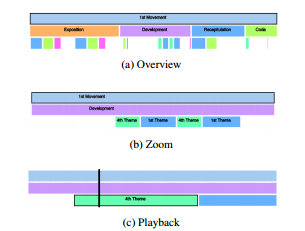 1st Movement
Exposition Development Recapitulation Coda
(a) Overview
1st Movement
Development
4th Theme 1st Theme 4th Theme 1st Theme
(b) Zoom
4th Theme
(c) Playback